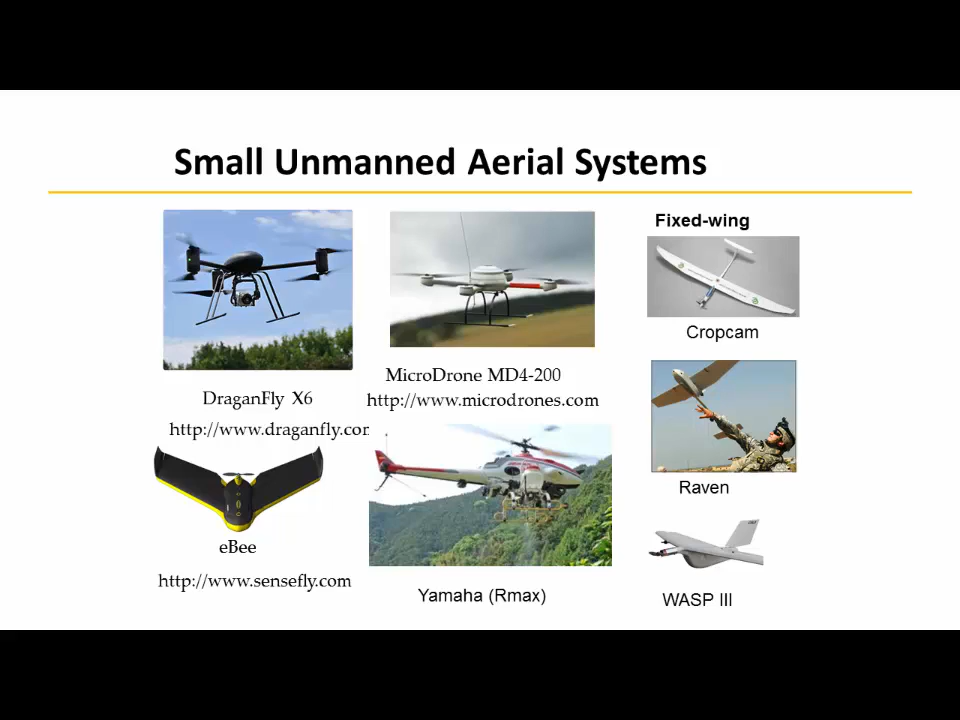 Small Unmanned Aerial Systems
DraganFly X6
http://www.draganfly.com
MicroDrone MD4-200
http://www.microdrones.com
Fixed-wing
Cropcam
eBee
http://www.sensefly.com
Yamaha (Rmax)
Raven
WASP III